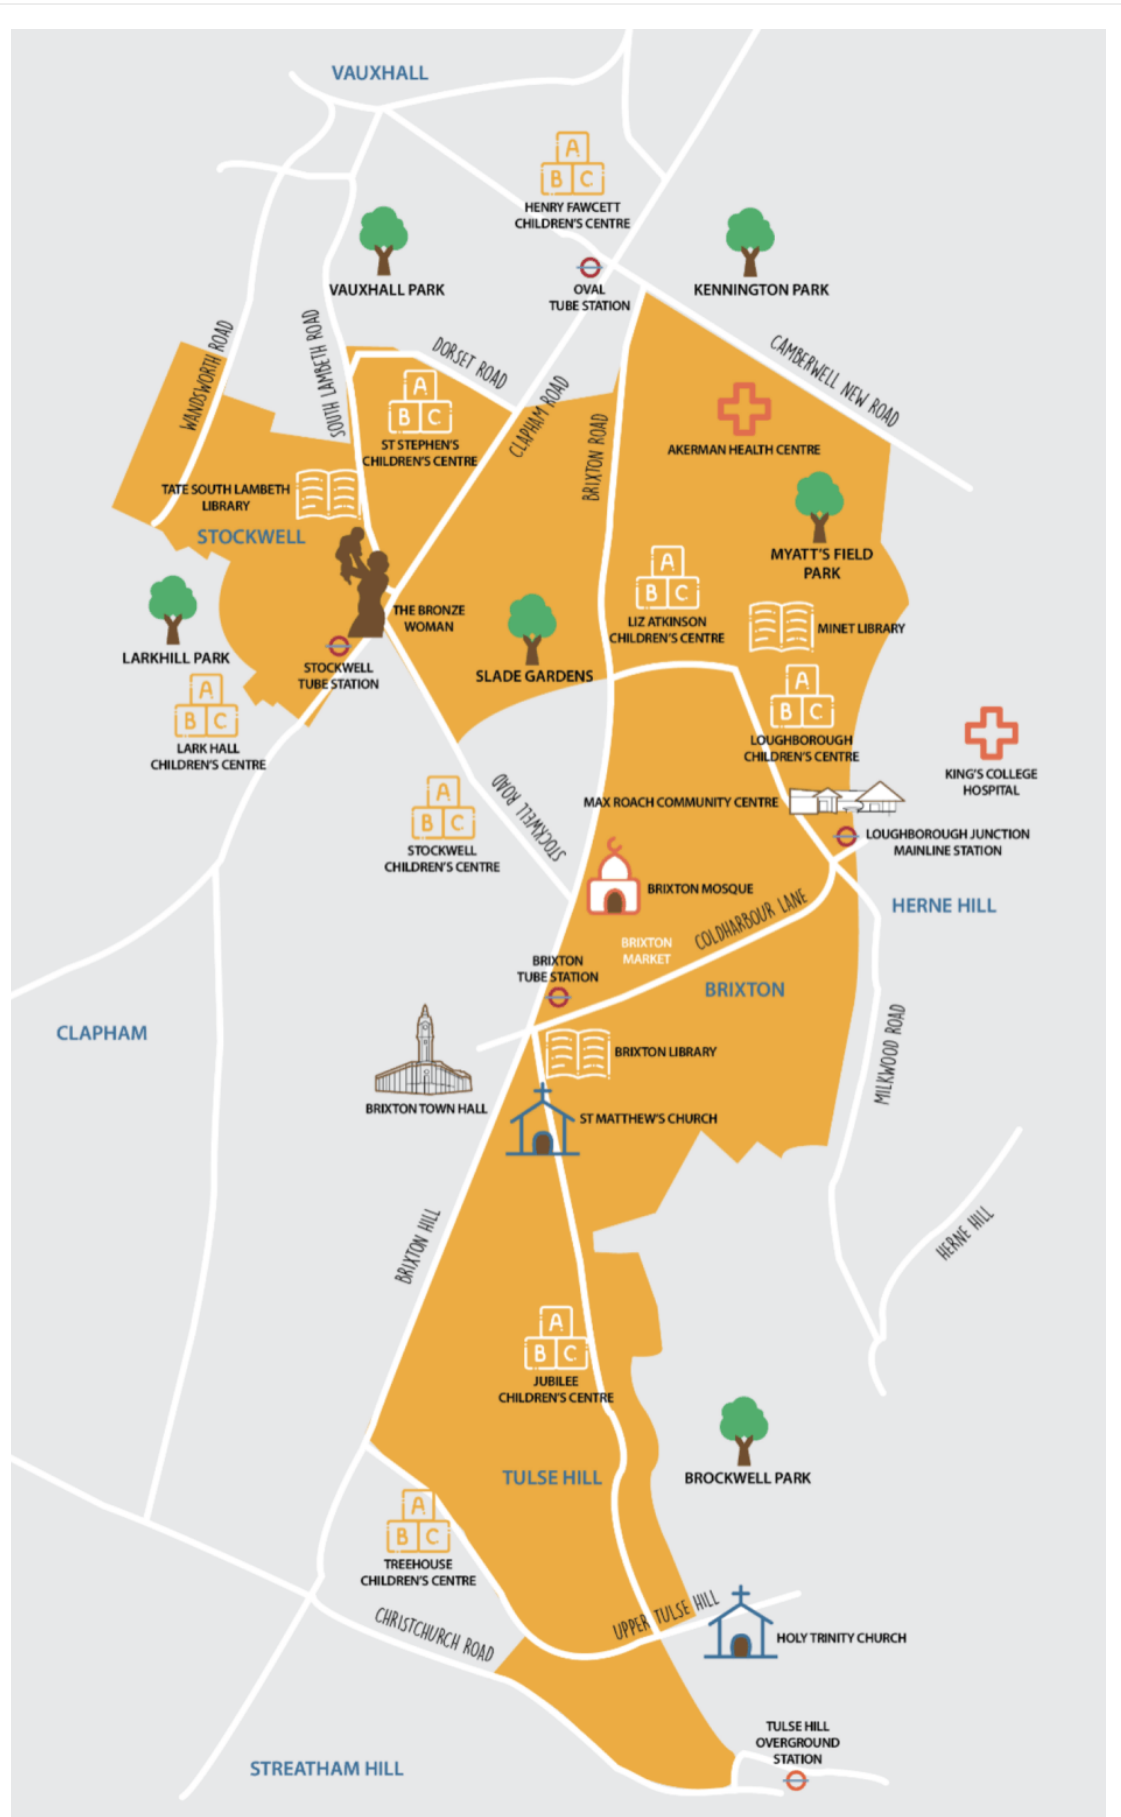 VAUXHALL
A
B C
HENRY FAWCETT
CHILDREN'S CENTRE
VAUXHALL PARK
OVAL
TUBE STATION
KENNINGTON PARK
WANDSWORTH ROAD
SOUTH LAMBETH ROAD
DORSET ROAD
CLAPHAM ROAD
BRIXTON ROAD
CAMBERWELL NEW ROAD
A
B C
ST STEPHEN'S
CHILDREN'S CENTRE
AKERMAN HEALTH CENTRE
TATE SOUTH LAMBETH
LIBRARY
STOCKWELL
MYATT'S FIELD
PARK
THE BRONZE
WOMAN
A
B C
LIZ ATKINSON
CHILDREN'S CENTRE
MINET LIBRARY
LARKHILL PARK
STOCKWELL
TUBE STATION
SLADE GARDENS
A
B C
LARK HALL
CHILDREN'S CENTRE
A
B C
LOUGHBOROUGH
CHILDREN'S CENTRE
KING'S COLLEGE
HOSPITAL
STOCKWELL ROAD
MAX ROACH COMMUNITY CENTRE
A
B C
STOCKWELL
CHILDREN'S CENTRE
LOUGHBOROUGH JUNCTION
MAINLINE STATION
BRIXTON MOSQUE
COLDHARBOUR LANE
HERNE HILL
BRIXTON
MARKET
BRIXTON
TUBE STATION
BRIXTON
CLAPHAM
BRIXTON LIBRARY
MILKWOOD ROAD
BRIXTON TOWN HALL
ST MATTHEW'S CHURCH
BRIXTON HILL
HERNE HILL
A
B C
JUBILEE
CHILDREN'S CENTRE
TULSE HILL
BROCKWELL PARK
A
B C
TREEHOUSE
CHILDREN'S CENTRE
CHRISTCHURCH ROAD
UPPER TULSE HILL
HOLY TRINITY CHURCH
TULSE HILL
OVERGROUND
STATION
STREATHAM HILL